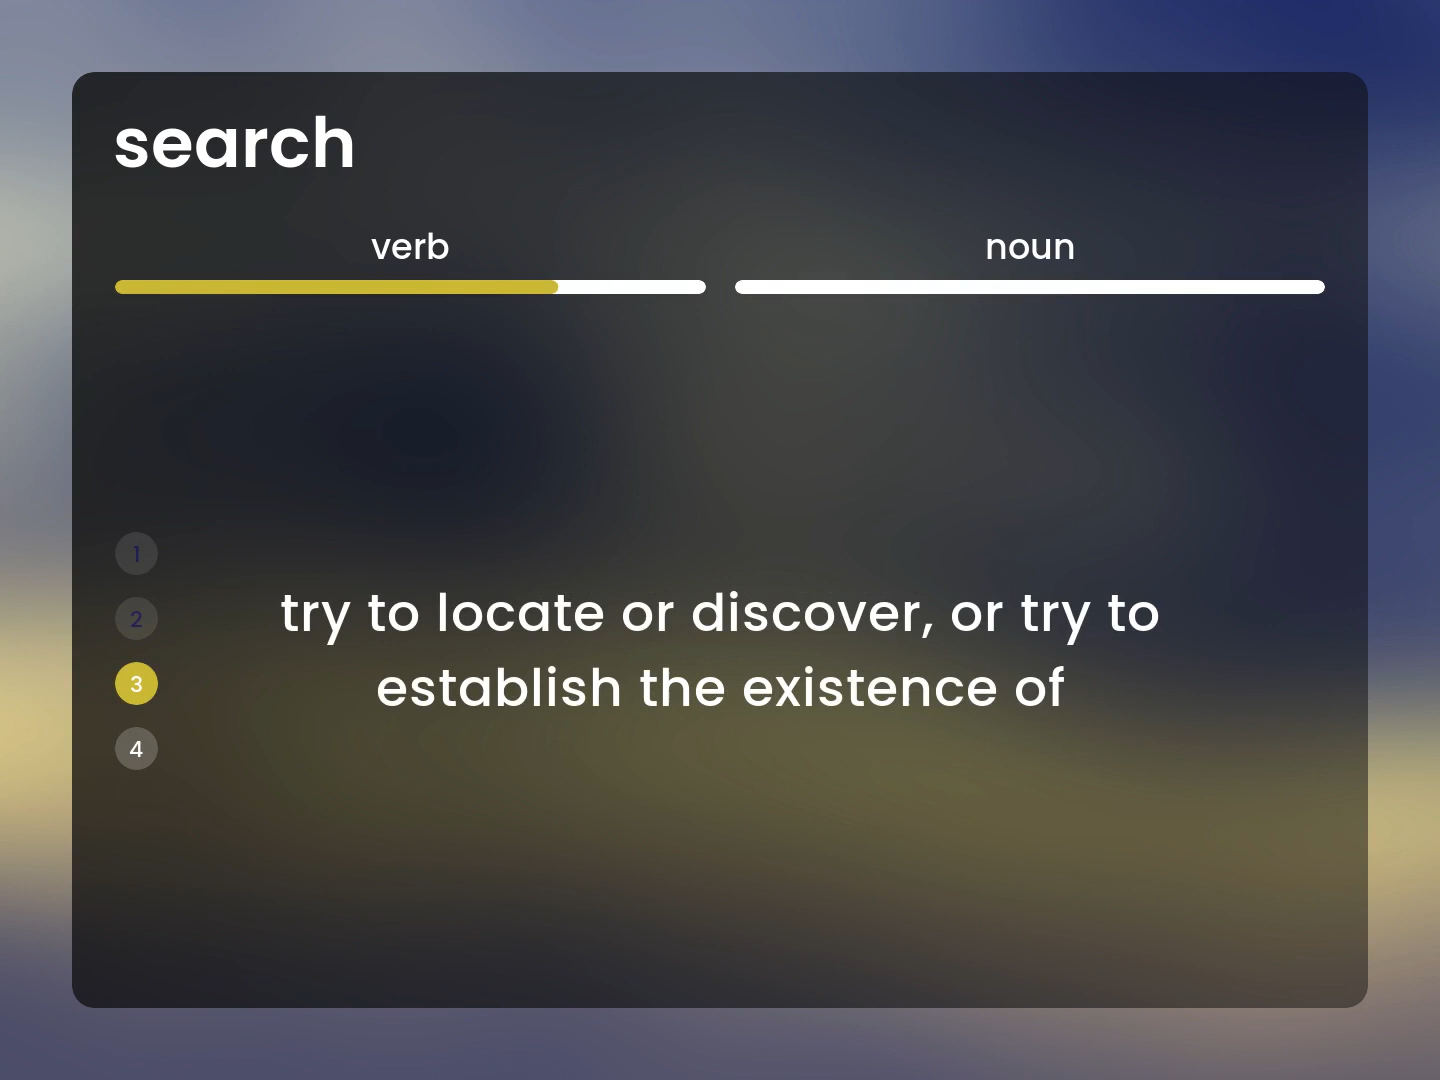 search
verb
noun
1
2
3
4
try to locate or discover, or try to
establish the existence of